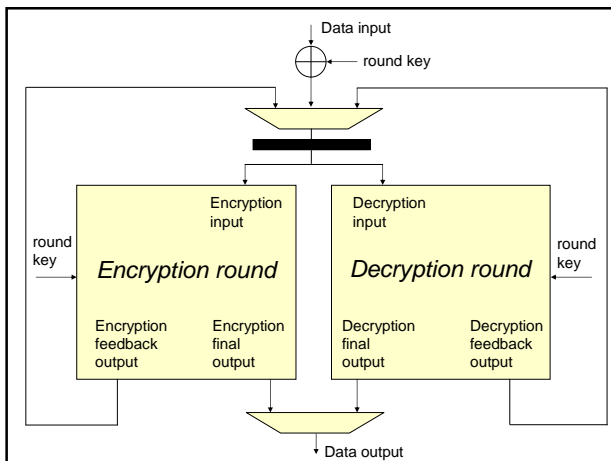 Data input
round key
Encryption
input
Decryption
input
round
key
Encryption round
Decryption round
round
key
Encryption
feedback
output
Encryption
final
output
Decryption
final
output
Decryption
feedback
output
Data output